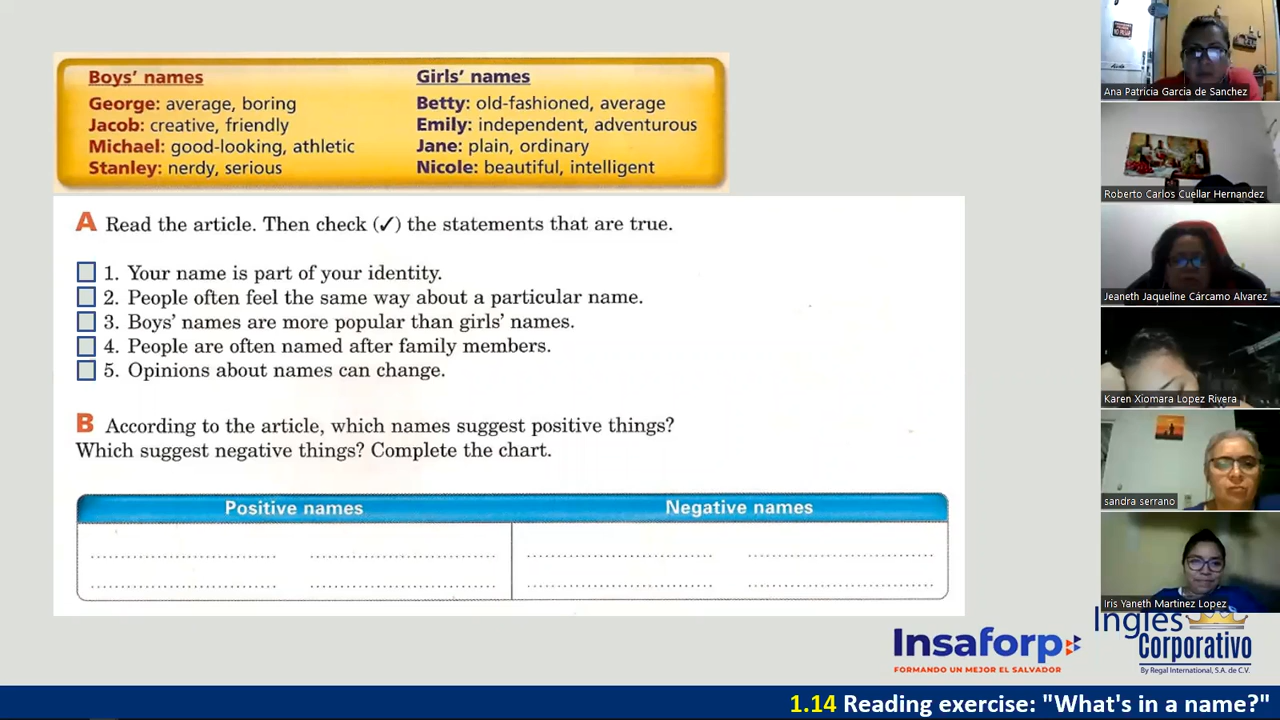 Boys' names
George: average, boring
Jacob: creative, friendly
Michael: good-looking, athletic
Stanley: nerdy, serious
Girls' names
Betty: old-fashioned, average
Emily: independent, adventurous
Jane: plain, ordinary
Nicole: beautiful, intelligent
A Read the article. Then check (✓) the statements that are true.
1. Your name is part of your identity.
2. People often feel the same way about a particular name.
3. Boys' names are more popular than girls' names.
4. People are often named after family members.
5. Opinions about names can change.
B According to the article, which names suggest positive things?
Which suggest negative things? Complete the chart.
Positive names
Negative names
Ana Patricia Garcia de Sanchez
Roberto Carlos Cuellar Hernandez
Jeaneth Jaqueline Cárcamo Alvarez
Karen Xiomara Lopez Rivera
sandra serrano
Iris Yaneth Martinez Lopez
Insaforp
FORMANDO UN MEJOR EL SALVADOR
Ingles
Corporativo
By Regal International, S.A. de C.V.
1.14 Reading exercise: "What's in a name?"